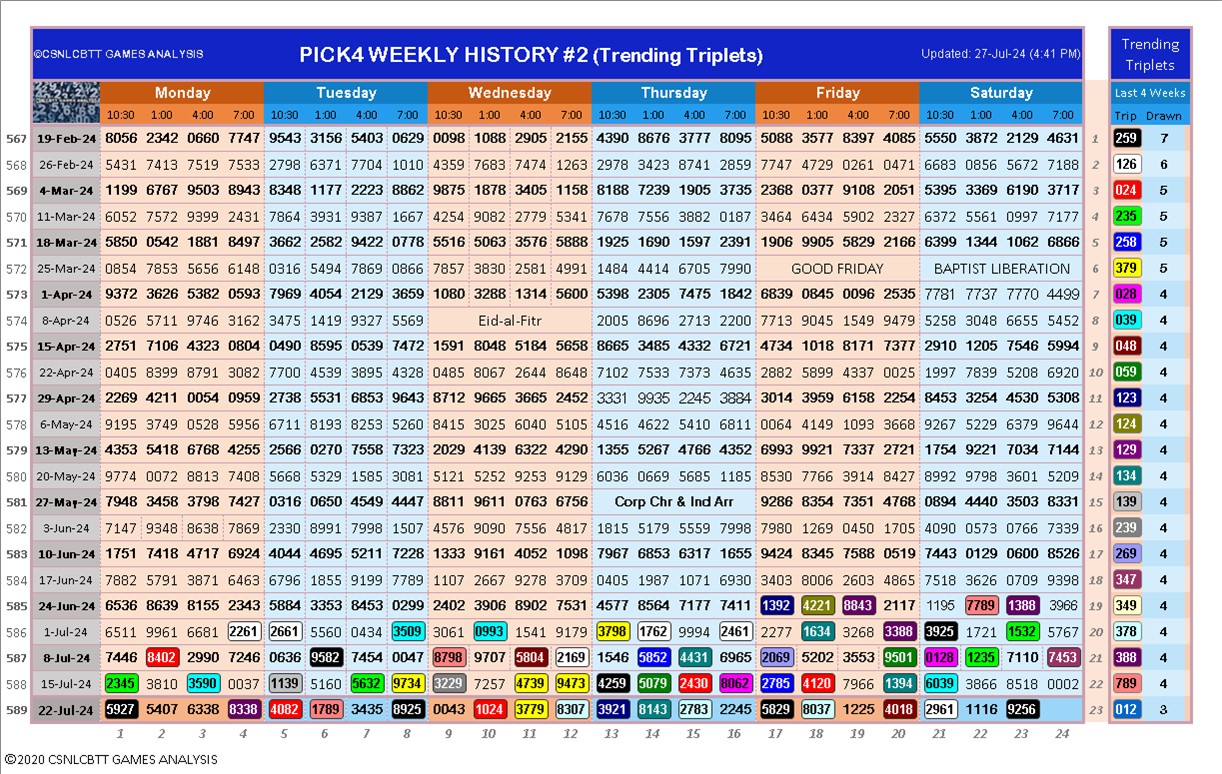 ©CSNLCBTT GAMES ANALYSIS PICK4 WEEKLY HISTORY #2 (Trending Triplets) Updated: 27-Jul-24 (4:41 PM) Trending
Triplets
Monday Tuesday Wednesday Thursday Friday Saturday Last 4 Weeks
10:30 1:00 4:00 7:00 10:30 1:00 4:00 7:00 10:30 1:00 4:00 7:00 10:30 1:00 4:00 7:00 10:30 1:00 4:00 7:00 10:30 1:00 4:00 7:00 Trip Drawn
567 19-Feb-24 8056 2342 0660 7747 9543 3156 5403 0629 0098 1088 2905 2155 4390 8676 3777 8095 5088 3577 8397 4085 5550 3872 2129 4631 1 259 7
568 26-Feb-24 5431 7413 7519 7533 2798 6371 7704 1010 4359 7683 7474 1263 2978 3423 8741 2859 7747 4729 0261 0471 6683 0856 5672 7188 2 126 6
569 4-Mar-24 1199 6767 9503 8943 8348 1177 2223 8862 9875 1878 3405 1158 8188 7239 1905 3735 2368 0377 9108 2051 5395 3369 6190 3717 3 024 5
570 11-Mar-24 6052 7572 9399 2431 7864 3931 9387 1667 4254 9082 2779 5341 7678 7556 3882 0187 3464 6434 5902 2327 6372 5561 0997 7177 4 235 5
571 18-Mar-24 5850 0542 1881 8497 3662 2582 9422 0778 5516 5063 3576 5888 1925 1690 1597 2391 1906 9905 5829 2166 6399 1344 1062 6866 5 258 5
572 25-Mar-24 0854 7853 5656 6148 0316 5494 7869 0866 7857 3830 2581 4991 1484 4414 6705 7990 GOOD FRIDAY BAPTIST LIBERATION 6 379 5
573 1-Apr-24 9372 3626 5382 0593 7969 4054 2129 3659 1080 3288 1314 5600 5398 2305 7475 1842 6839 0845 0096 2535 7781 7737 7770 4499 7 028 4
574 8-Apr-24 0526 5711 9746 3162 3475 1419 9327 5569 Eid-al-Fitr 2005 8696 2713 2200 7713 9045 1549 9479 5258 3048 6655 5452 8 039 4
575 15-Apr-24 2751 7106 4323 0804 0490 8595 0539 7472 1591 8048 5184 5658 8665 3485 4332 6721 4734 1018 8171 7377 2910 1205 7546 5994 9 048 4
576 22-Apr-24 0405 8399 8791 3082 7700 4539 3895 4328 0485 8067 2644 8648 7102 7533 7373 4635 2882 5899 4337 0025 1997 7839 5208 6920 10 059 4
577 29-Apr-24 2269 4211 0054 0959 2738 5531 6853 9643 8712 9665 3665 2452 3331 9935 2245 3884 3014 3959 6158 2254 8453 3254 4530 5308 11 123 4
578 6-May-24 9195 3749 0528 5956 6711 8193 8253 5260 8415 3025 6040 5105 4516 4622 5410 6811 0064 4149 1093 3668 9267 5229 6379 9644 12 124 4
579 13-May-24 4353 5418 6768 4255 2566 0270 7558 7323 2029 4139 6322 4290 1355 5267 4766 4352 6993 9921 7337 2721 1754 9221 7034 7144 13 129 4
580 20-May-24 9774 0072 8813 7408 5668 5329 1585 3081 9121 5252 9253 9129 6036 0669 5685 1185 8530 7766 3914 8427 8992 9798 3601 5209 14 134 4
581 27-May-24 7948 3458 3798 7427 0316 0650 4549 4447 8811 9611 0763 6756 Corp Chr & Ind Arr 9286 8354 7351 4768 0894 4440 3503 8331 15 139 4
582 3-Jun-24 7147 9348 8638 7869 2330 8991 7998 1507 4576 9090 7556 4817 1815 5179 5559 7998 7980 1269 0450 1705 4090 0573 0766 7339 16 239 4
583 10-Jun-24 1751 7418 4717 6924 4044 4695 5211 7228 1333 9161 4052 1098 7967 6853 6317 1655 9424 8345 7588 0519 7443 0129 0600 8526 17 269 4
584 17-Jun-24 7882 5791 3871 6463 6796 1855 9199 7789 1107 2667 9278 3709 0405 1987 1071 6930 3403 8006 2603 4865 7518 3626 0709 9398 18 347 4
585 24-Jun-24 6536 8639 8155 2343 5884 3353 8453 0299 2402 3906 8902 7531 4577 8564 7177 7411 1392 4221 8843 2117 1195 7789 1388 3966 19 349 4
586 1-Jul-24 6511 9961 6681 2261 2661 5560 0434 3509 3061 0993 1541 9179 3798 1762 9994 2461 2277 1634 3268 3388 3925 1721 1532 5767 20 378 4
587 8-Jul-24 7446 8402 2990 7246 0636 9582 7454 0047 8798 9707 5804 2169 1546 5852 4431 6965 2069 5202 3553 9501 0128 1235 7110 7453 21 388 4
588 15-Jul-24 2345 3810 3590 0037 1139 5160 5632 9734 3229 7257 4739 9473 4259 5079 2430 8062 2785 4120 7966 1394 6039 3866 8518 0002 22 789 4
589 22-Jul-24 5927 5407 6338 8338 4082 1789 3435 8925 0043 1024 3779 8307 3921 8143 2783 2245 5829 8037 1225 4018 2961 1116 9256 23 012 3
1 2 3 4 5 6 7 8 9 10 11 12 13 14 15 16 17 18 19 20 21 22 23 24
©2020 CSNLCBTT GAMES ANALYSIS